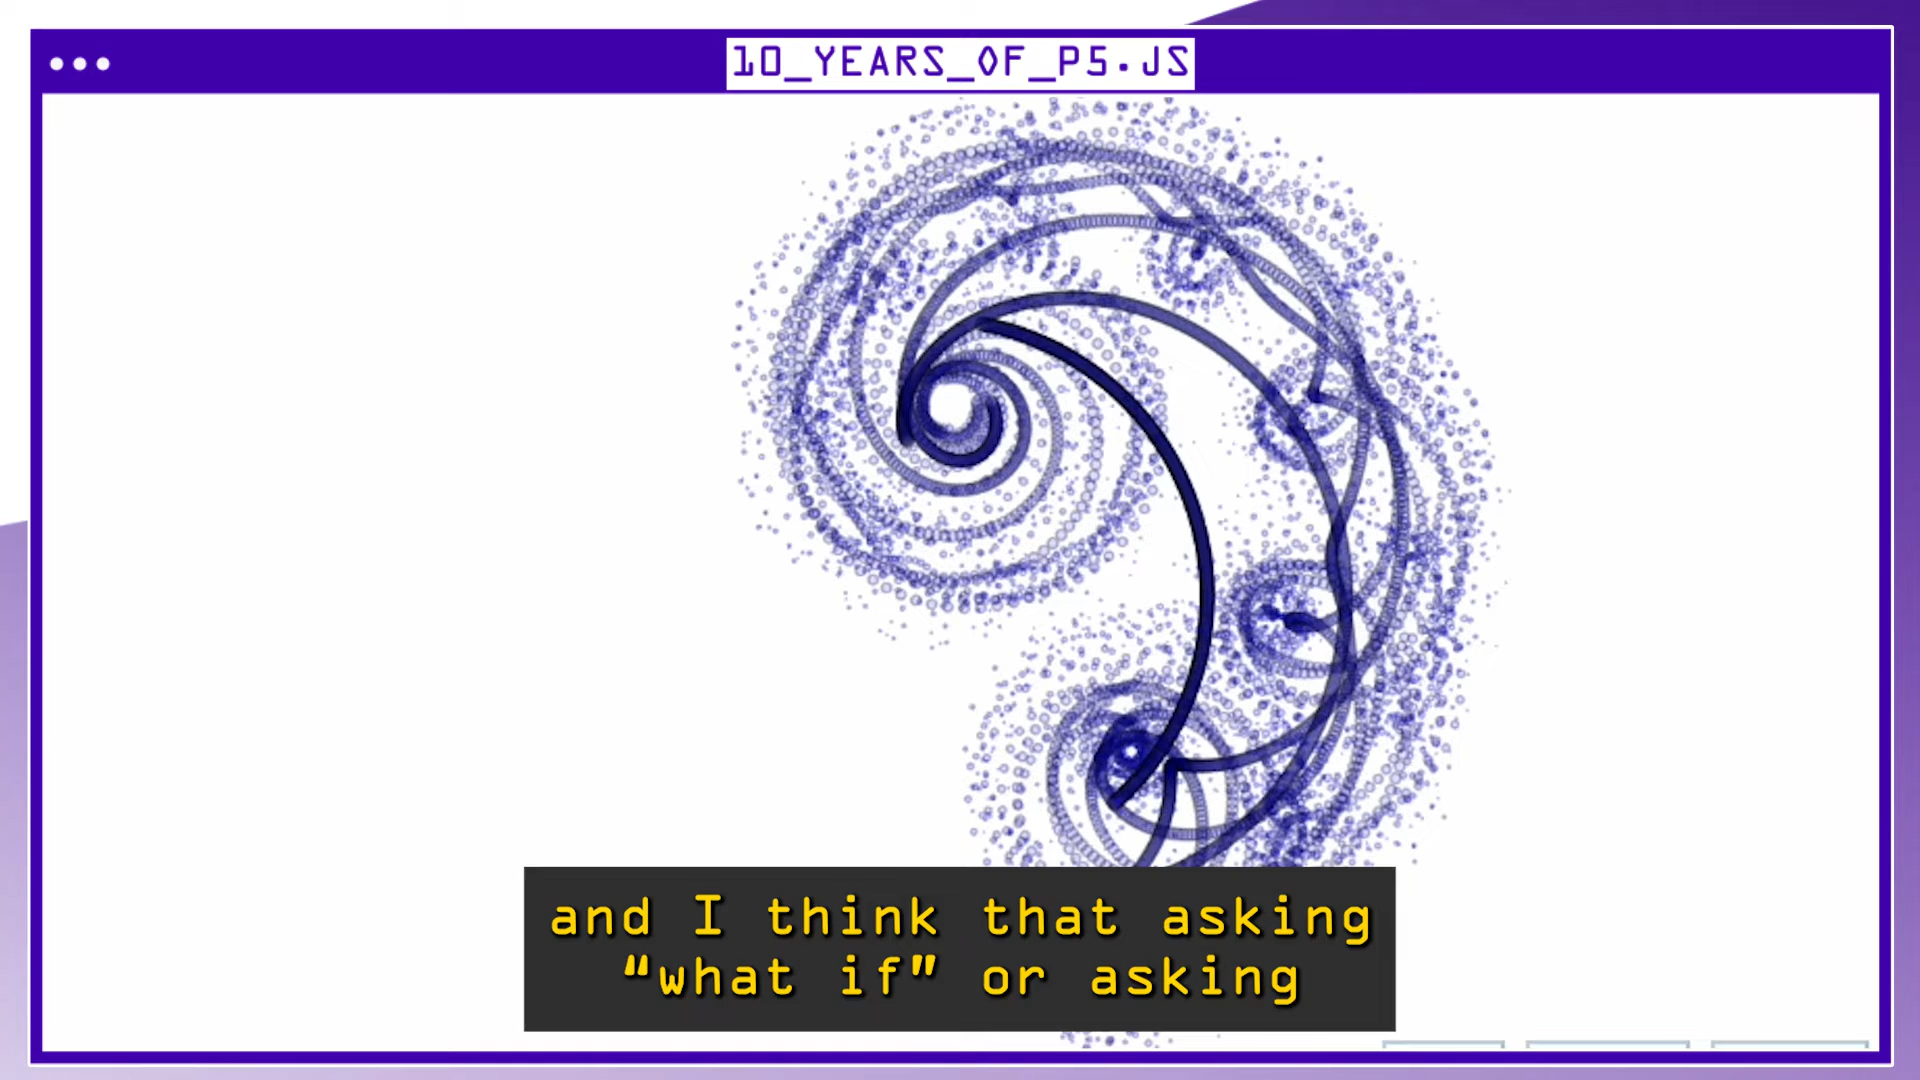 10_YEARS_OF_P5.JS
and I think that asking
“what if” or asking